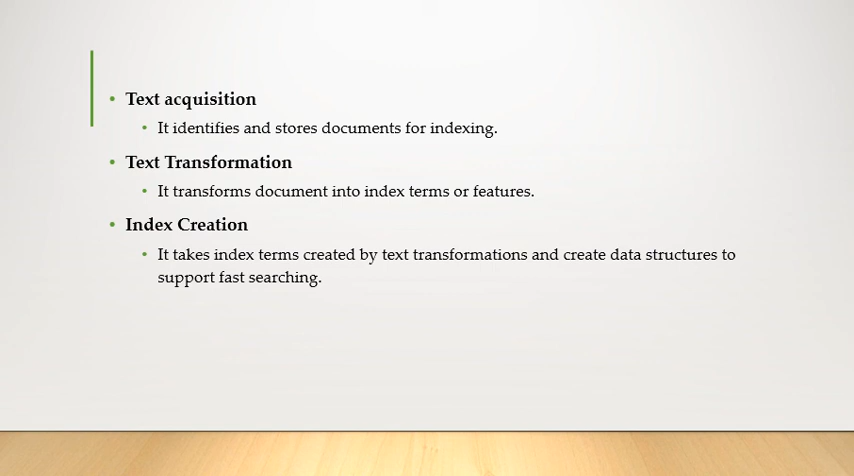 • Text acquisition
• It identifies and stores documents for indexing.
• Text Transformation
• It transforms document into index terms or features.
• Index Creation
• It takes index terms created by text transformations and create data structures to
support fast searching.